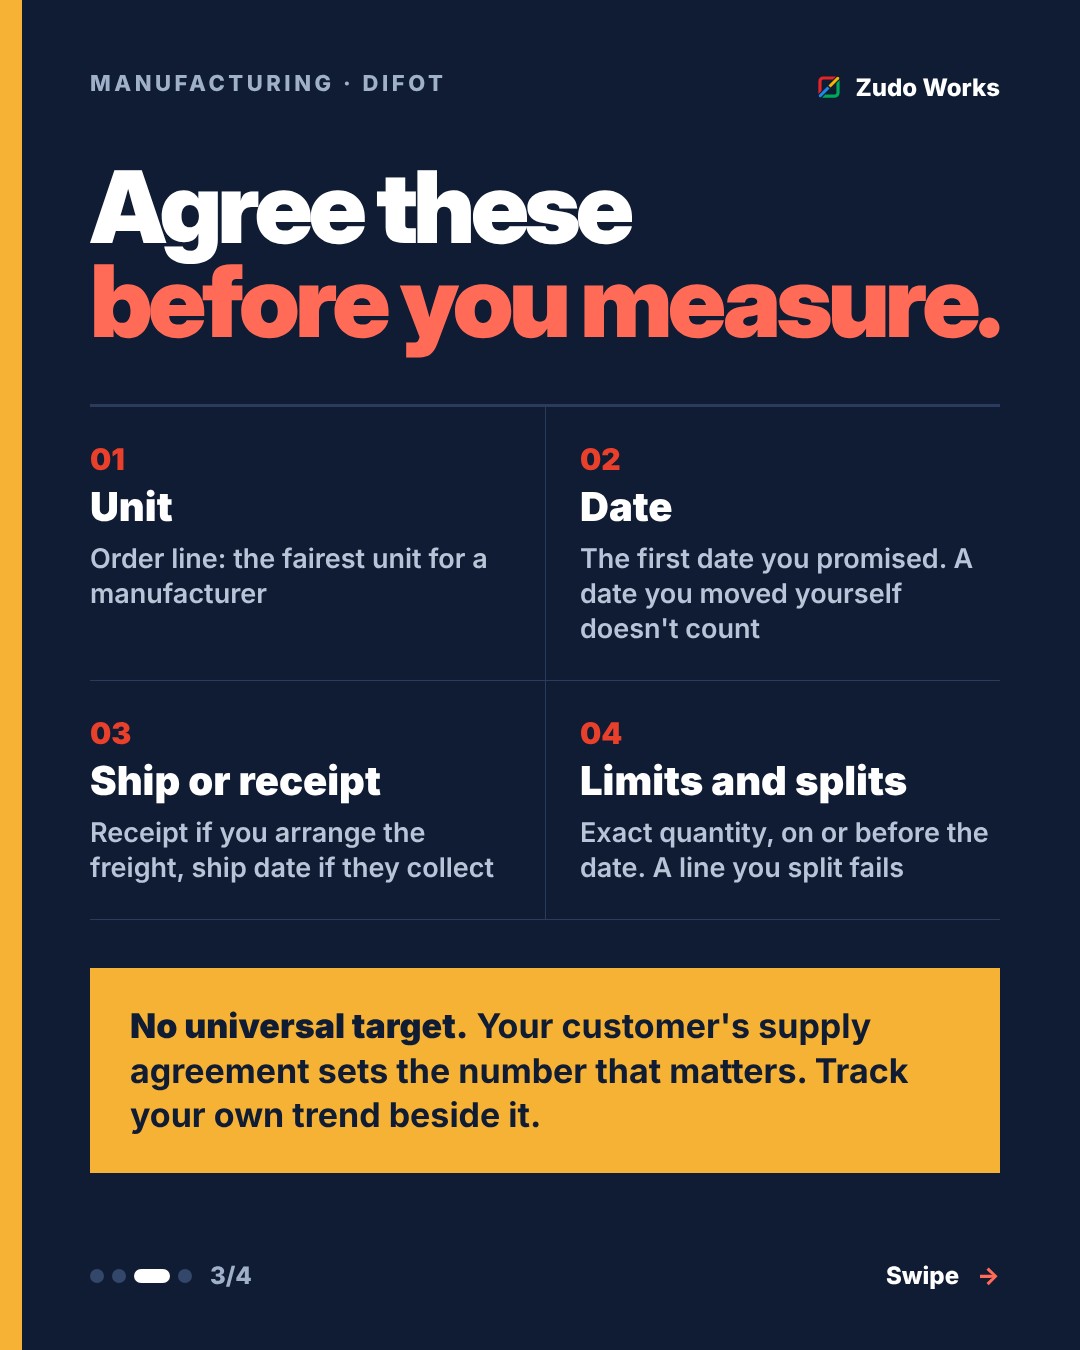 MANUFACTURING · DIFOT
Zudo Works
Agree these
before you measure.
01
Unit
Order line: the fairest unit for a
manufacturer
02
Date
The first date you promised. A
date you moved yourself
doesn't count
03
Ship or receipt
Receipt if you arrange the
freight, ship date if they collect
04
Limits and splits
Exact quantity, on or before the
date. A line you split fails
No universal target. Your customer's supply
agreement sets the number that matters. Track
your own trend beside it.
3/4
Swipe →